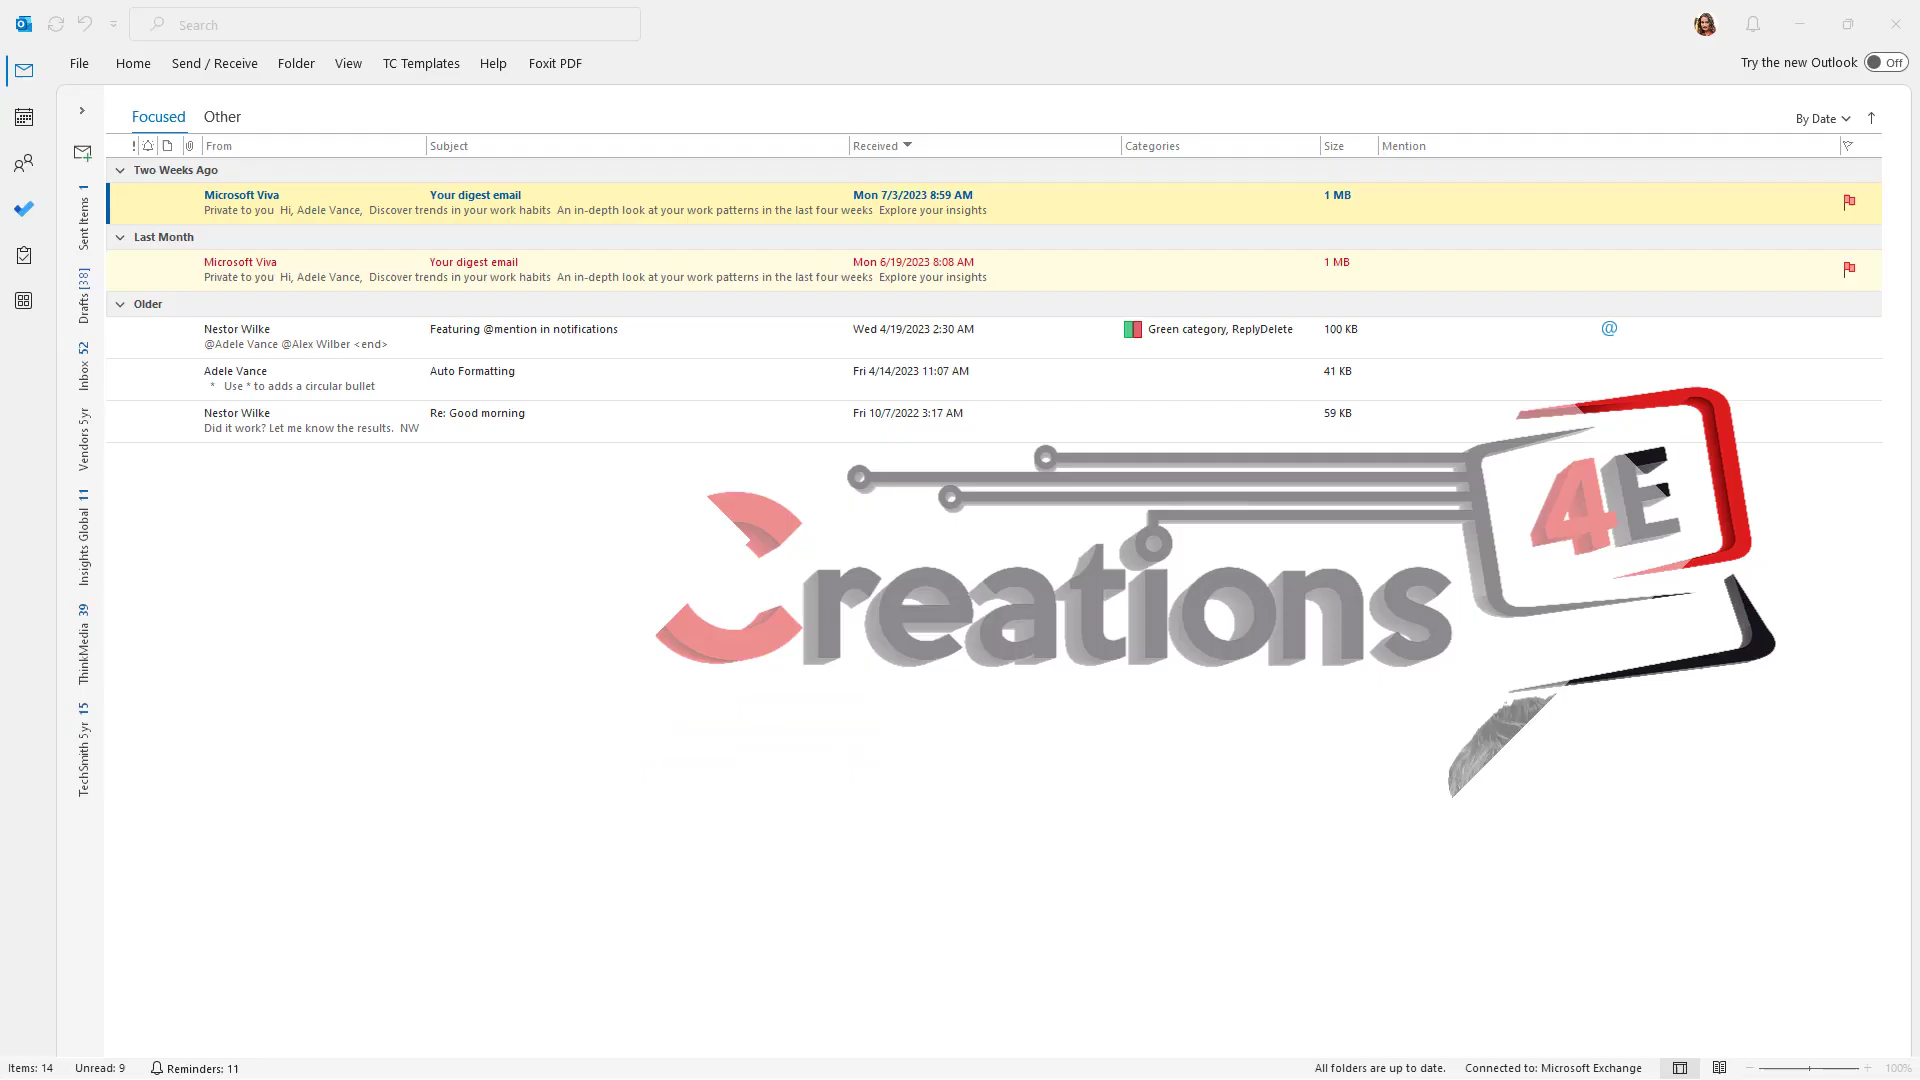 Search
File Home Send / Receive Folder View TC Templates Help Foxit PDF
Try the new Outlook Off
Focused Other
By Date
! From Subject Received Categories Size Mention
Two Weeks Ago
Microsoft Viva Your digest email Mon 7/3/2023 8:59 AM 1 MB
Private to you Hi, Adele Vance, Discover trends in your work habits An in-depth look at your work patterns in the last four weeks Explore your insights
Last Month
Microsoft Viva Your digest email Mon 6/19/2023 8:08 AM 1 MB
Private to you Hi, Adele Vance, Discover trends in your work habits An in-depth look at your work patterns in the last four weeks Explore your insights
Older
Nestor Wilke Featuring @mention in notifications Wed 4/19/2023 2:30 AM Green category, ReplyDelete 100 KB @
@Adele Vance @Alex Wilber <end>
Adele Vance Auto Formatting Fri 4/14/2023 11:07 AM 41 KB
* Use * to adds a circular bullet
Nestor Wilke Re: Good morning Fri 10/7/2022 3:17 AM 59 KB
Did it work? Let me know the results. NW
Sent Items 1
Drafts [38]
Inbox 52
Vendors 5yr
Insights Global 11
ThinkMedia 39
TechSmith 5yr 15
4E
Creations
Items: 14 Unread: 9 Reminders: 11
All folders are up to date. Connected to: Microsoft Exchange 100%